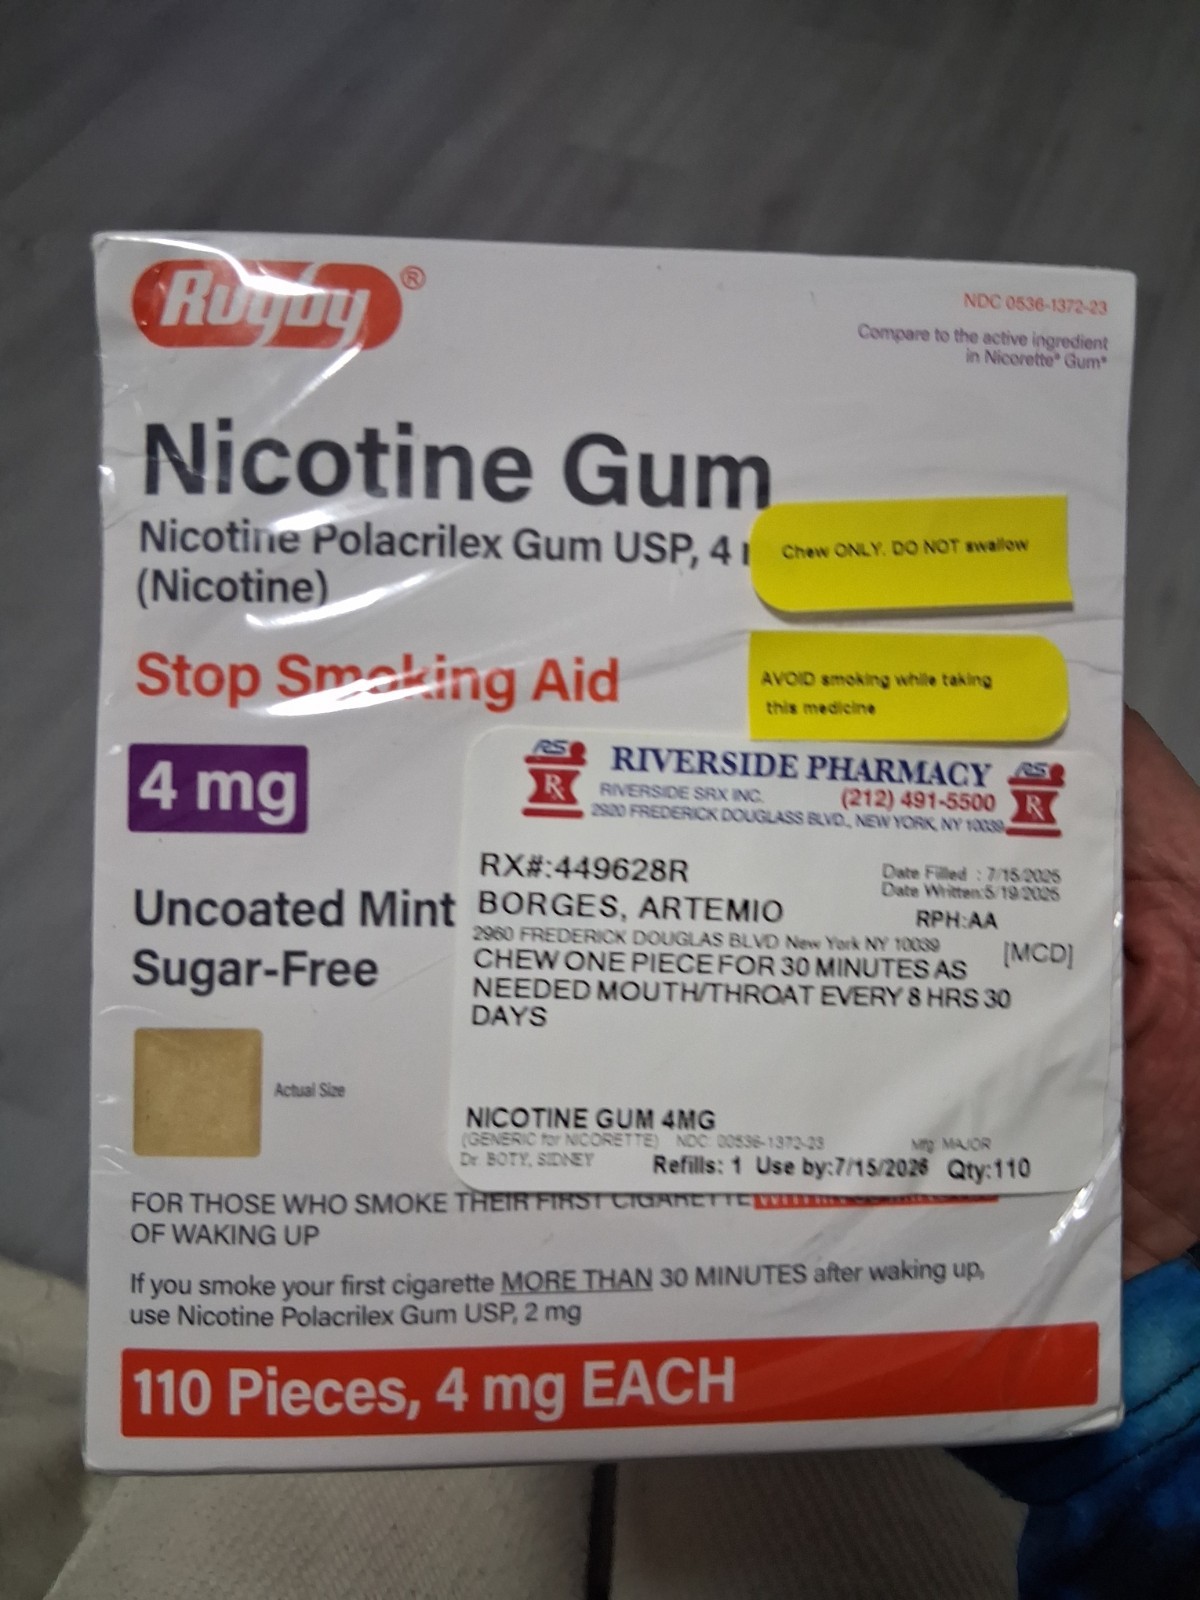 Rugby®
NDC 0536-1372-23
Compare to the active ingredient
in Nicorette® Gum®
Nicotine Gum
Nicotine Polacrilex Gum USP, 4
(Nicotine)
Chew ONLY. DO NOT swallow
Stop Smoking Aid
AVOID smoking while taking
this medicine
4 mg
RS RIVERSIDE PHARMACY RS
Rx RIVERSIDE SRX INC. (212) 491-5500 Rx
2920 FREDERICK DOUGLASS BLVD., NEW YORK, NY 10039
RX#:449628R
Date Filled : 7/15/2025
Date Written:5/19/2025
BORGES, ARTEMIO RPH:AA
2960 FREDERICK DOUGLAS BLVD New York NY 10039 [MCD]
CHEW ONE PIECE FOR 30 MINUTES AS
NEEDED MOUTH/THROAT EVERY 8 HRS 30
DAYS
Uncoated Mint
Sugar-Free
Actual Size
NICOTINE GUM 4MG
(GENERIC for NICORETTE) NDC: 00536-1372-23 Mfg: MAJOR
Dr. BOTY, SIDNEY Refills: 1 Use by:7/15/2026 Qty:110
FOR THOSE WHO SMOKE THEIR FIRST CIGARETTE
OF WAKING UP
If you smoke your first cigarette MORE THAN 30 MINUTES after waking up,
use Nicotine Polacrilex Gum USP, 2 mg
110 Pieces, 4 mg EACH